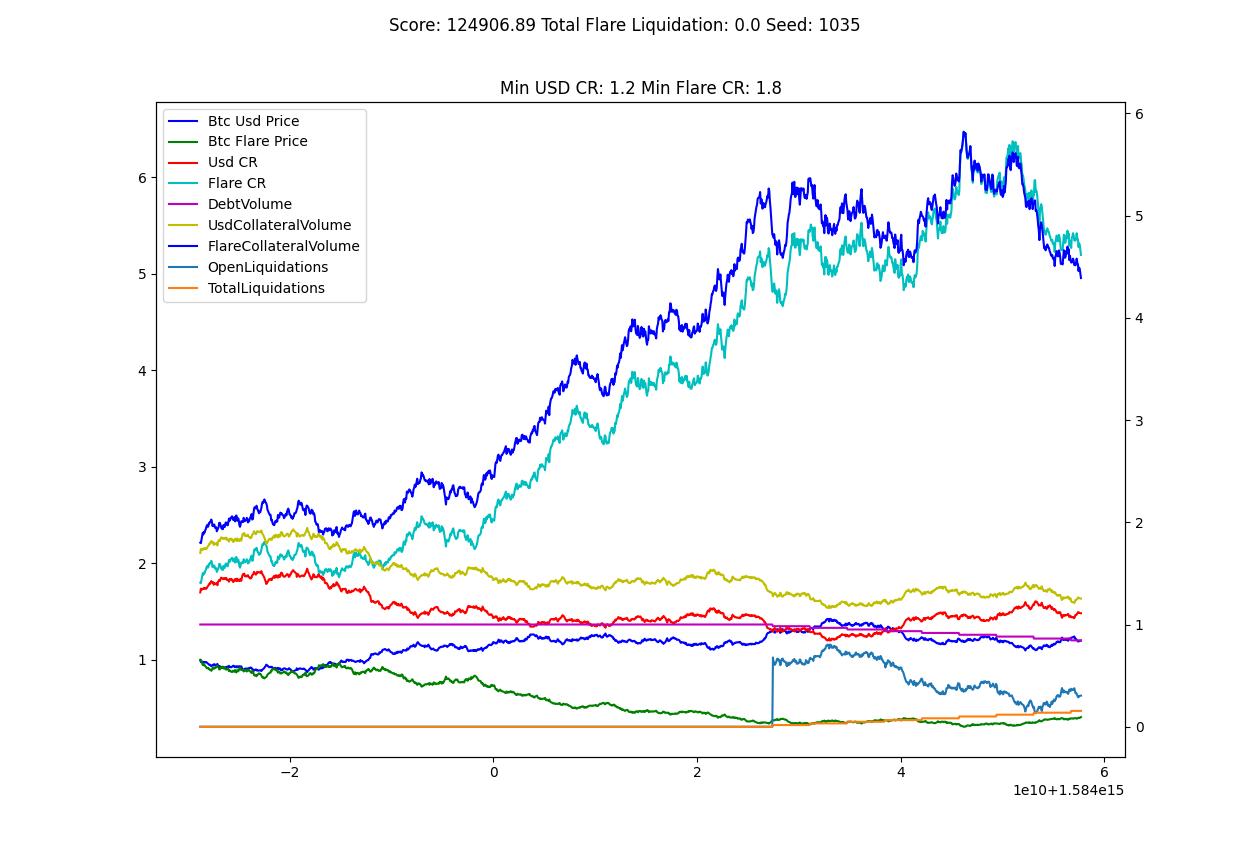 Score: 124906.89 Total Flare Liquidation: 0.0 Seed: 1035
Min USD CR: 1.2 Min Flare CR: 1.8
Btc Usd Price
Btc Flare Price
Usd CR
Flare CR
DebtVolume
UsdCollateralVolume
FlareCollateralVolume
OpenLiquidations
TotalLiquidations
6
5
4
3
2
1
6
5
4
3
2
1
0
−2
0
2
4
6
1e10+1.584e15